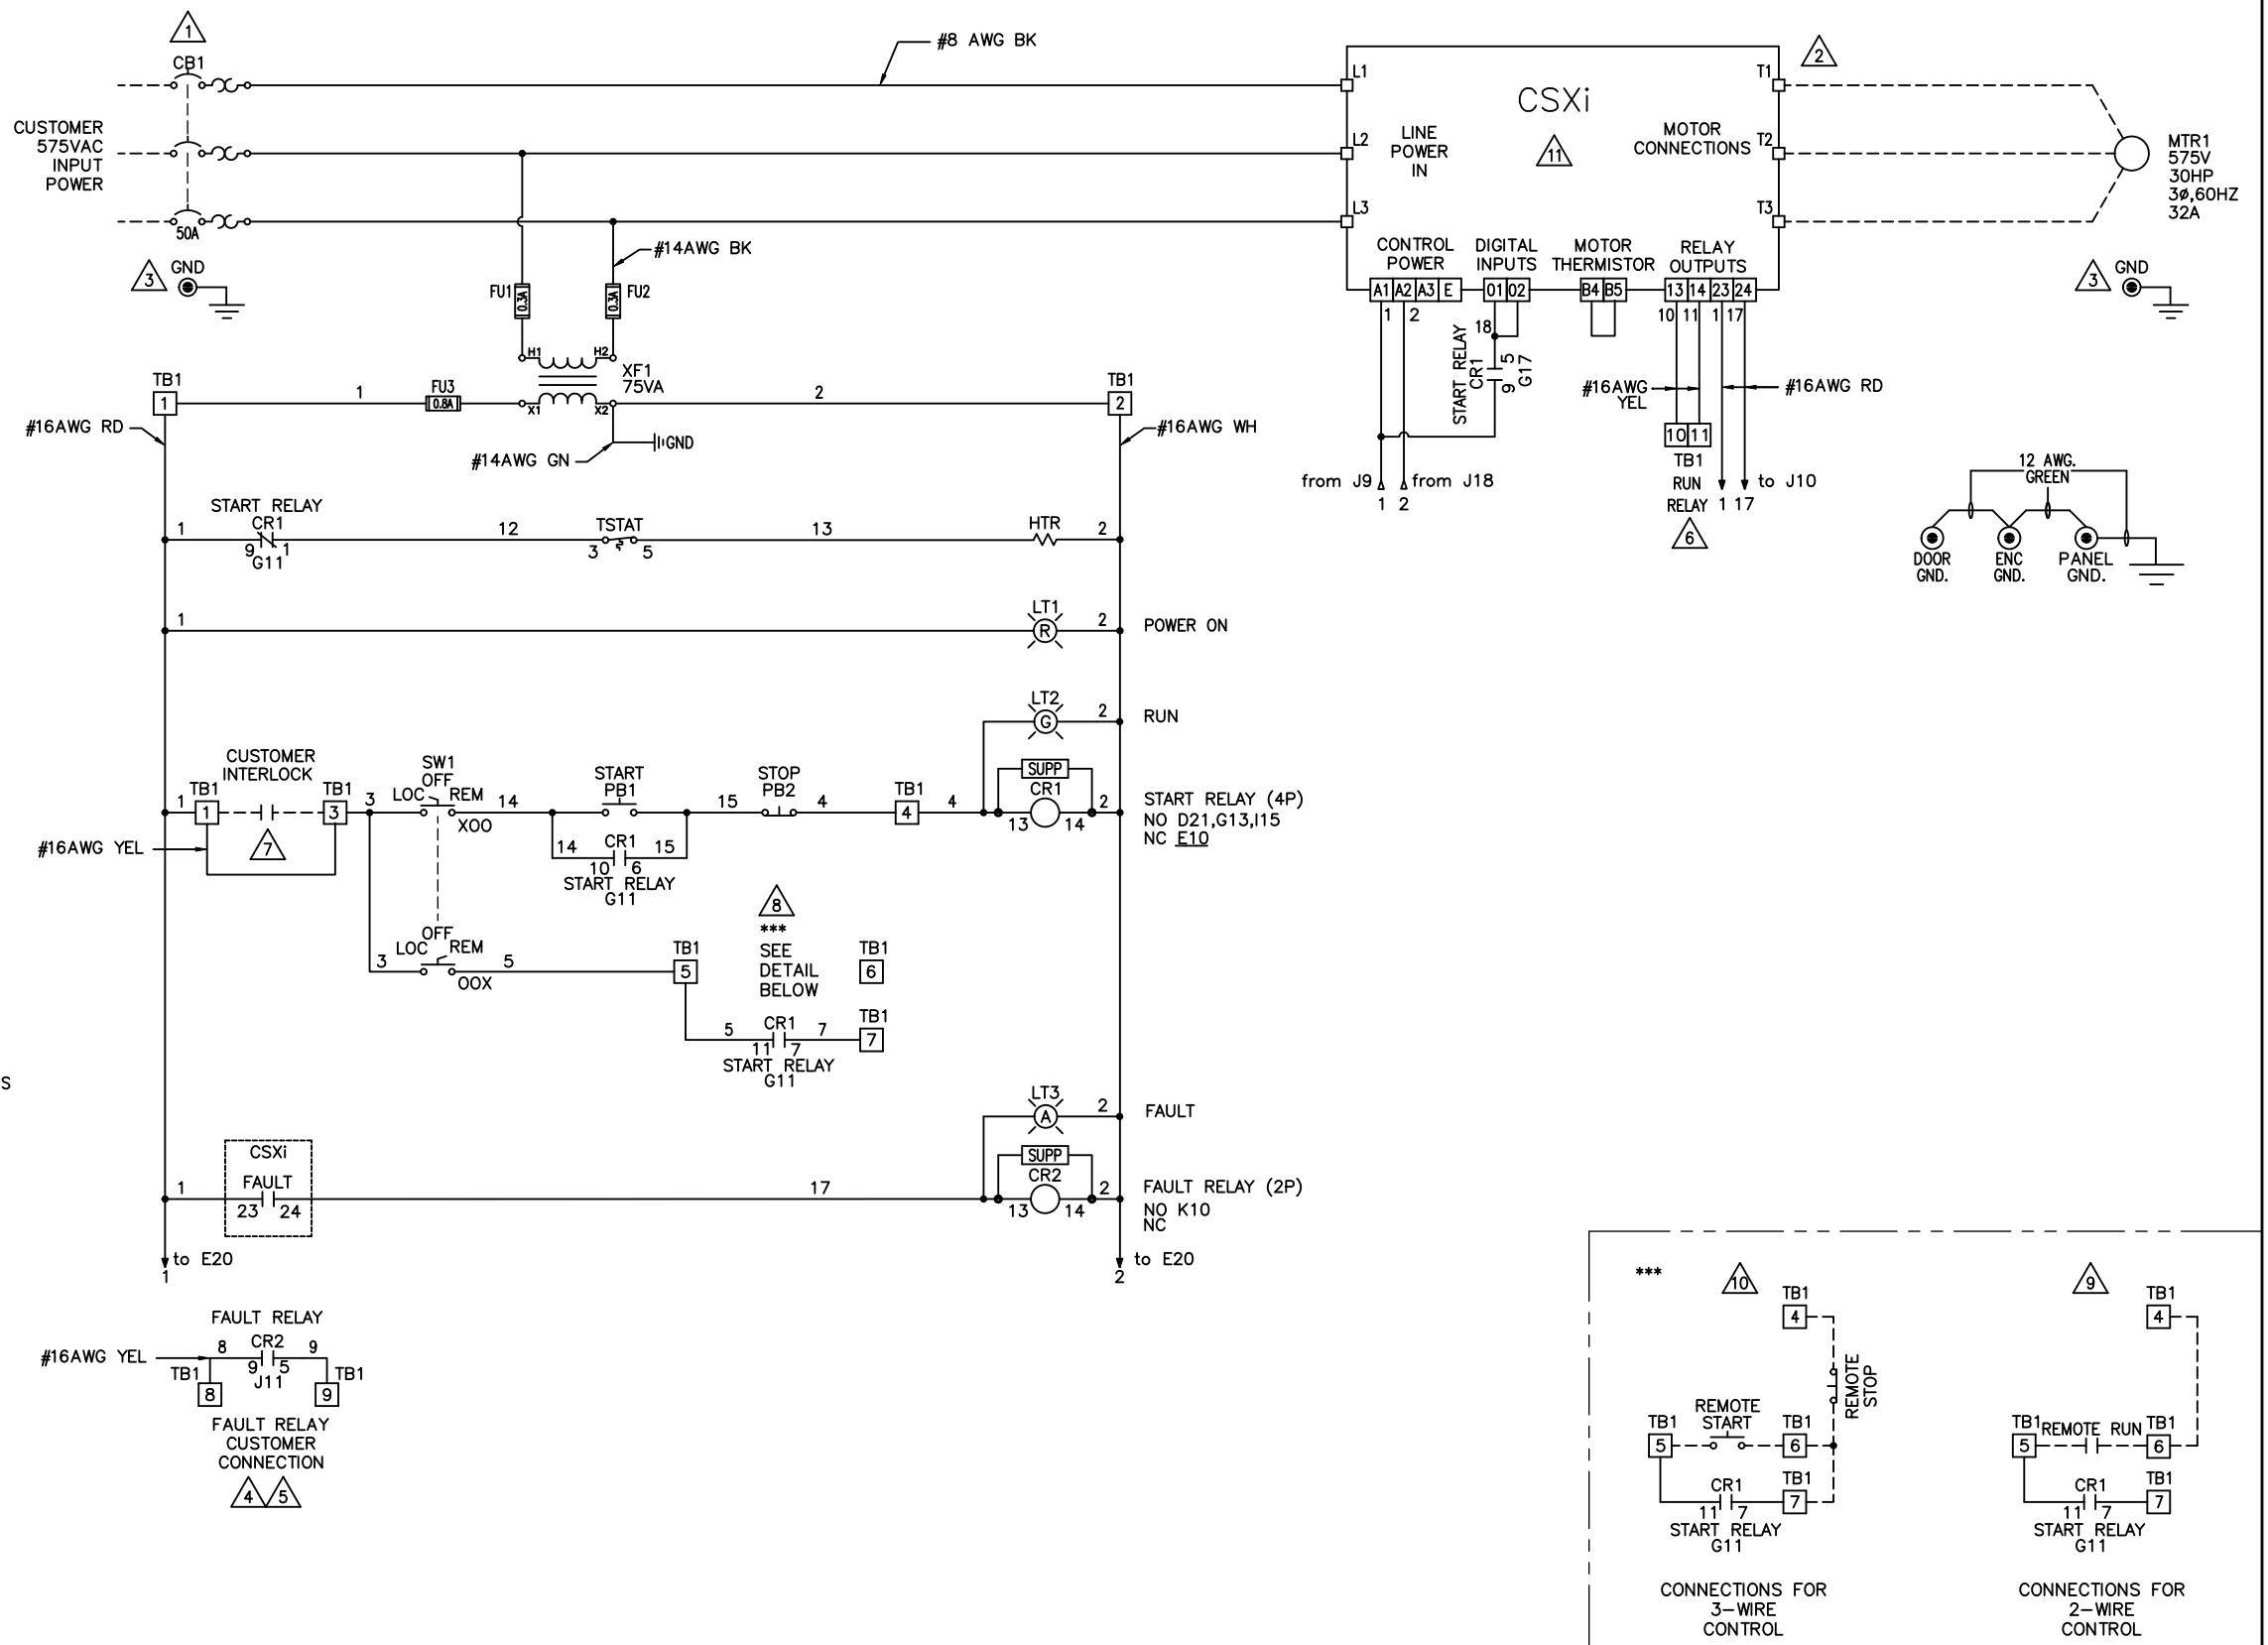 1
CB1
#8 AWG BK
CUSTOMER
575VAC
INPUT
POWER
50A
3
GND
L1
L2
L3
LINE
POWER
IN
CSXi
11
MOTOR
CONNECTIONS
T1
T2
T3
2
MTR1
575V
30HP
3ø,60HZ
32A
3
GND
CONTROL
POWER
A1 A2 A3 E
1 2
DIGITAL
INPUTS
01 02
18
MOTOR
THERMISTOR
B4 B5
RELAY
OUTPUTS
13 14 23 24
10 11 1 17
START RELAY
CR1
9 5
G17
#16AWG
YEL
#16AWG RD
10 11
TB1
RUN
RELAY
6
1 17
to J10
from J9
1 2
from J18
12 AWG.
GREEN
DOOR
GND.
ENC
GND.
PANEL
GND.
#14AWG BK
FU1
0.3A
0.3A
FU2
H1 H2
XF1
75VA
X1 X2
TB1
1
1
FU3
0.8A
2
TB1
2
#16AWG RD
#14AWG GN
GND
#16AWG WH
START RELAY
1
CR1
9 1
G11
12
TSTAT
3 5
13
HTR
2
1
LT1
R
2
POWER ON
LT2
G
2
RUN
CUSTOMER
INTERLOCK
1
TB1
1
TB1
3
7
#16AWG YEL
3
SW1
OFF
LOC REM
XOO
14
START
PB1
15
STOP
PB2
4
TB1
4
4
SUPP
CR1
13 14
2
START RELAY (4P)
NO D21,G13,I15
NC E10
14
CR1
15
10 6
START RELAY
G11
8
***
SEE
DETAIL
BELOW
3
OFF
LOC REM
OOX
5
TB1
5
TB1
6
5
CR1
7
11 7
START RELAY
G11
TB1
7
S
LT3
A
2
FAULT
1
CSXi
FAULT
23 24
17
SUPP
CR2
13 14
2
FAULT RELAY (2P)
NO K10
NC
to E20
1
to E20
2
FAULT RELAY
#16AWG YEL
8
CR2
9
9 5
J11
TB1
8
TB1
9
FAULT RELAY
CUSTOMER
CONNECTION
4 5
***
10
TB1
4
REMOTE
STOP
REMOTE
START
TB1
5
TB1
6
CR1
11 7
START RELAY
G11
TB1
7
CONNECTIONS FOR
3-WIRE
CONTROL
9
TB1
4
TB1
5
REMOTE RUN
TB1
6
CR1
11 7
START RELAY
G11
TB1
7
CONNECTIONS FOR
2-WIRE
CONTROL